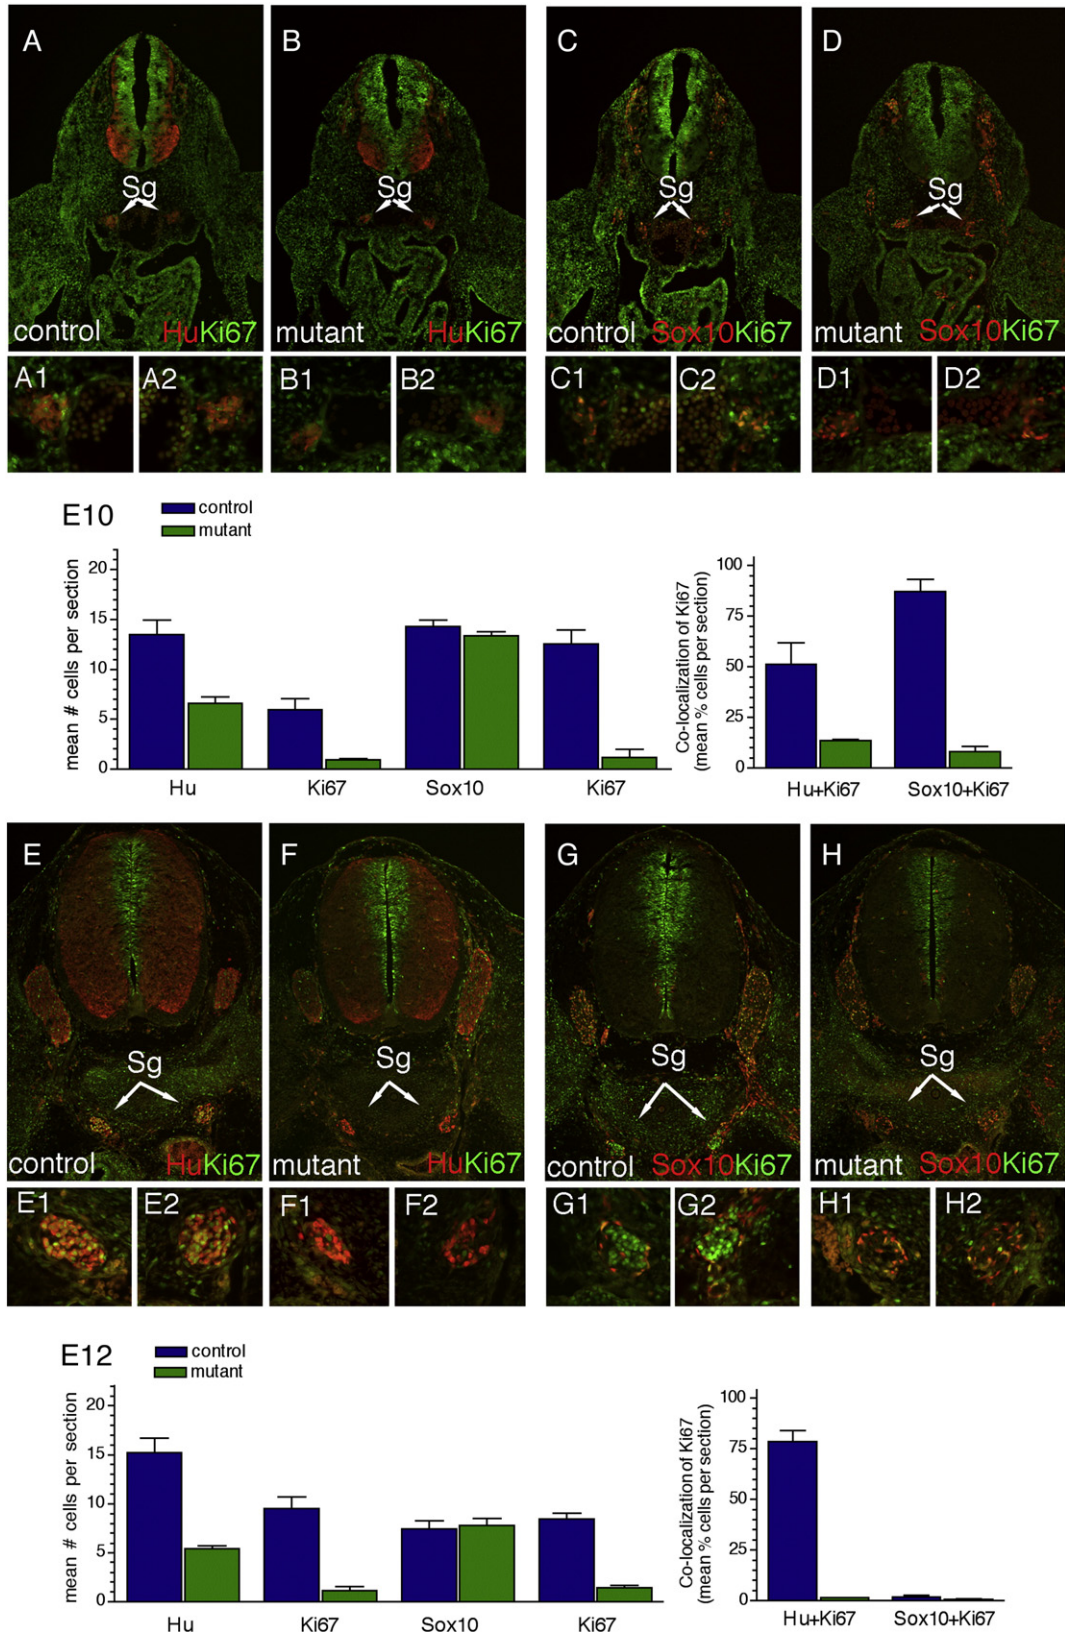 A
B
C
D
Sg
Sg
Sg
Sg
control
HuKi67
mutant
HuKi67
control
Sox10Ki67
mutant
Sox10Ki67
A1
A2
B1
B2
C1
C2
D1
D2
E10
control
mutant
mean # cells per section
20
15
10
5
0
Hu
Ki67
Sox10
Ki67
Co-localization of Ki67
(mean % cells per section)
100
75
50
25
0
Hu+Ki67
Sox10+Ki67
E
F
G
H
Sg
Sg
Sg
Sg
control
HuKi67
mutant
HuKi67
control
Sox10Ki67
mutant
Sox10Ki67
E1
E2
F1
F2
G1
G2
H1
H2
E12
control
mutant
mean # cells per section
20
15
10
5
0
Hu
Ki67
Sox10
Ki67
Co-localization of Ki67
(mean % cells per section)
100
75
50
25
0
Hu+Ki67
Sox10+Ki67